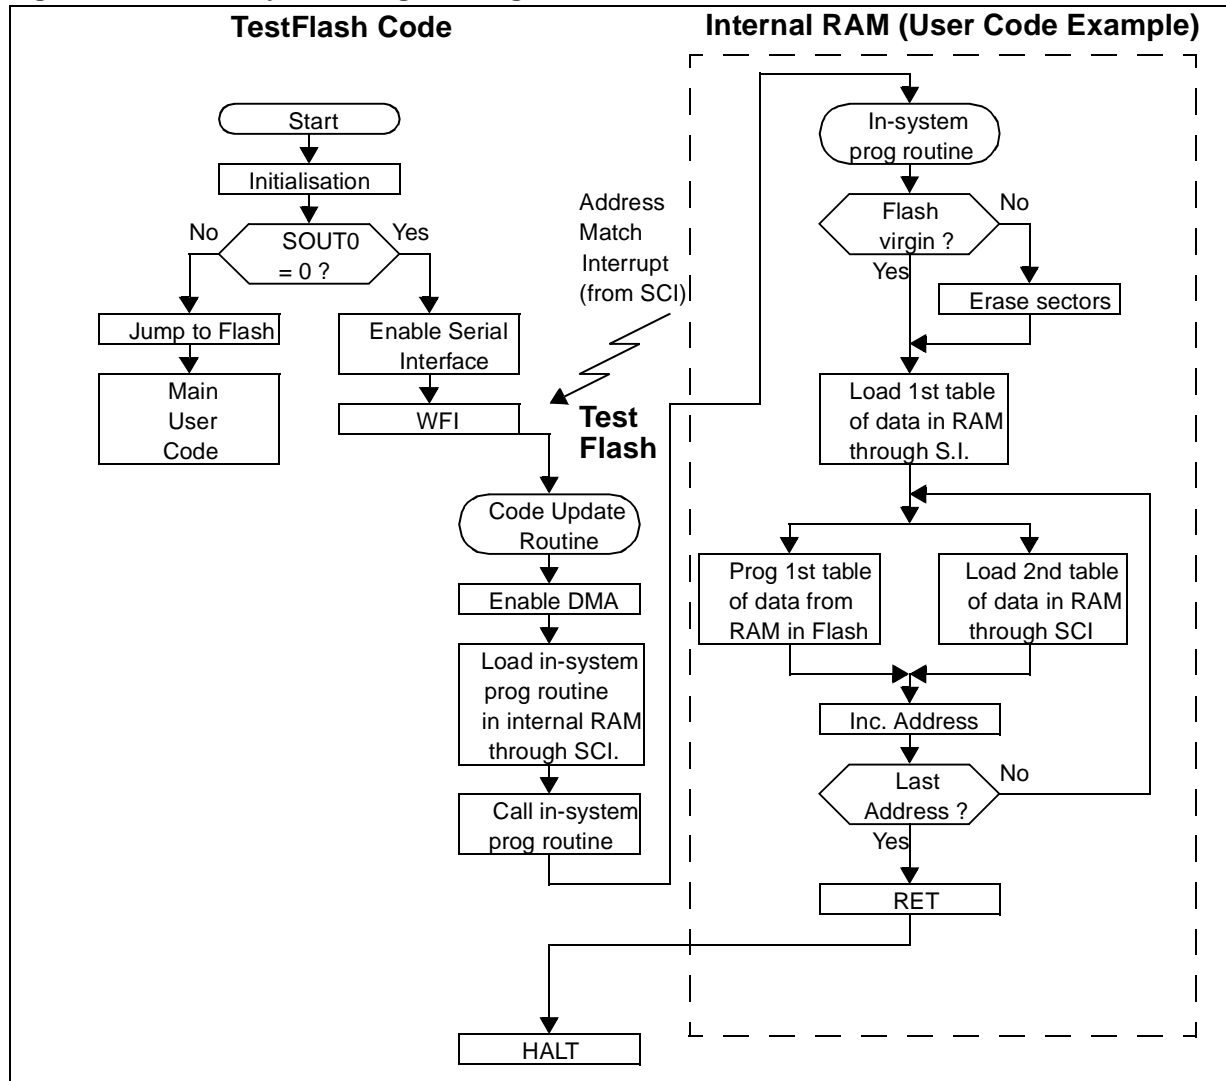 TestFlash Code
Internal RAM (User Code Example)
Start
Initialisation
No
SOUT0
= 0 ?
Yes
Jump to Flash
Main
User
Code
Enable Serial
Interface
WFI
Address
Match
Interrupt
(from SCI)
Test
Flash
Code Update
Routine
Enable DMA
Load in-system
prog routine
in internal RAM
through SCI.
Call in-system
prog routine
HALT
In-system
prog routine
Flash
virgin ?
No
Yes
Erase sectors
Load 1st table
of data in RAM
through S.I.
Prog 1st table
of data from
RAM in Flash
Load 2nd table
of data in RAM
through SCI
Inc. Address
Last
Address ?
No
Yes
RET